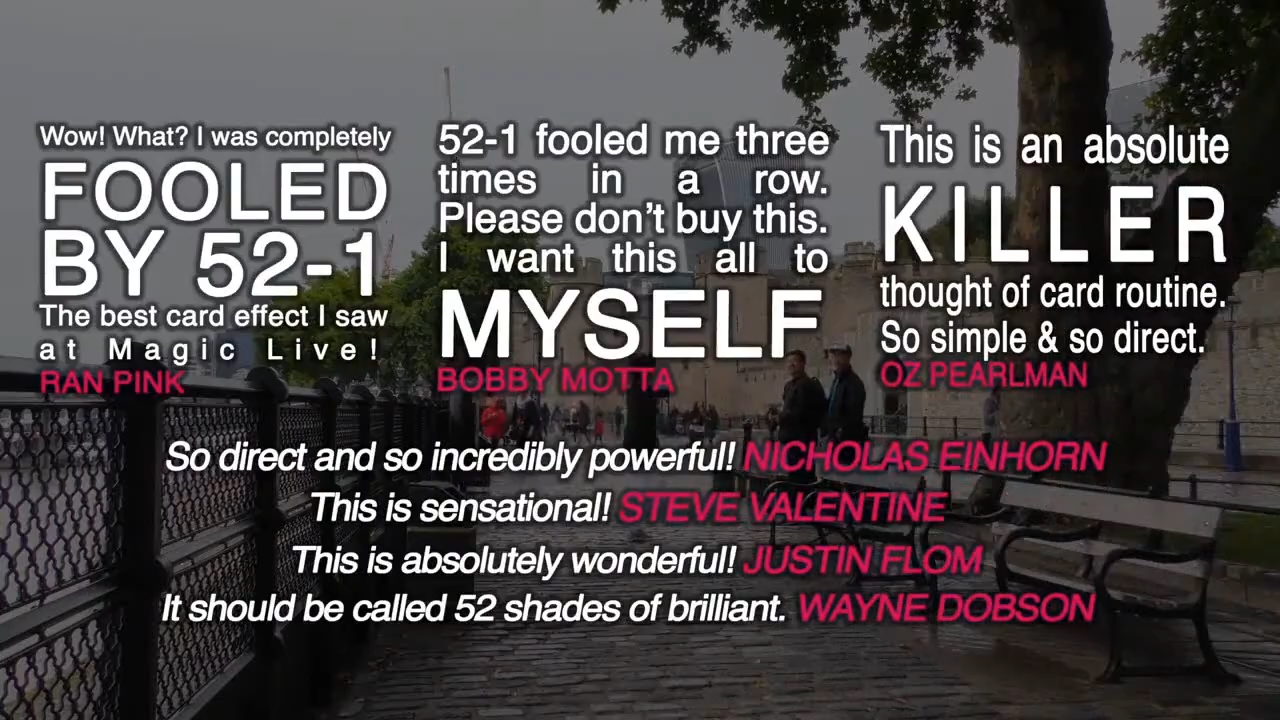 Wow! What? I was completely
FOOLED
BY 52-1
The best card effect I saw
at Magic Live!
RAN PINK
52-1 fooled me three
times in a row.
Please don't buy this.
I want this all to
MYSELF
BOBBY MOTTA
This is an absolute
KILLER
thought of card routine.
So simple & so direct.
OZ PEARLMAN
So direct and so incredibly powerful! NICHOLAS EINHORN
This is sensational! STEVE VALENTINE
This is absolutely wonderful! JUSTIN FLOM
It should be called 52 shades of brilliant. WAYNE DOBSON